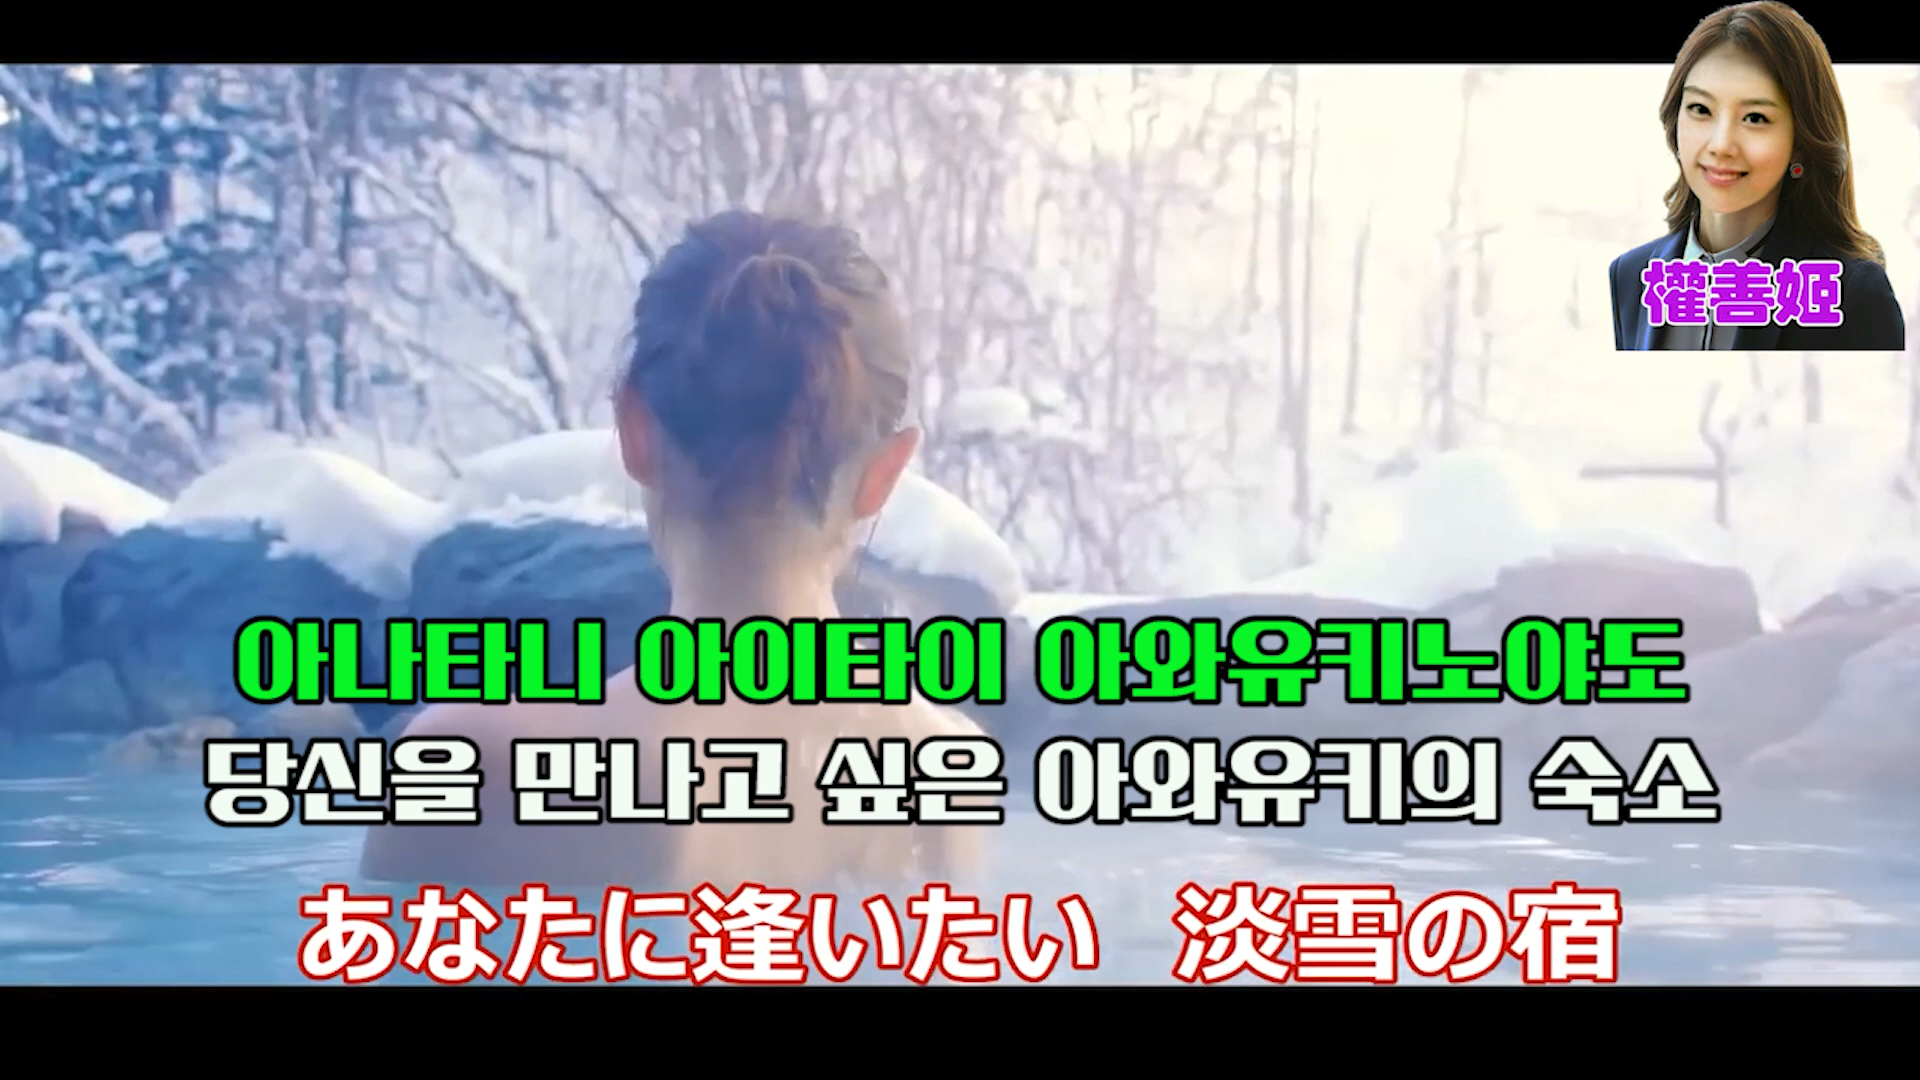 權善姬
아나타니 아이타이 아와유키노야도
당신을 만나고 싶은 아와유키의 숙소
あなたに逢いたい 淡雪の宿